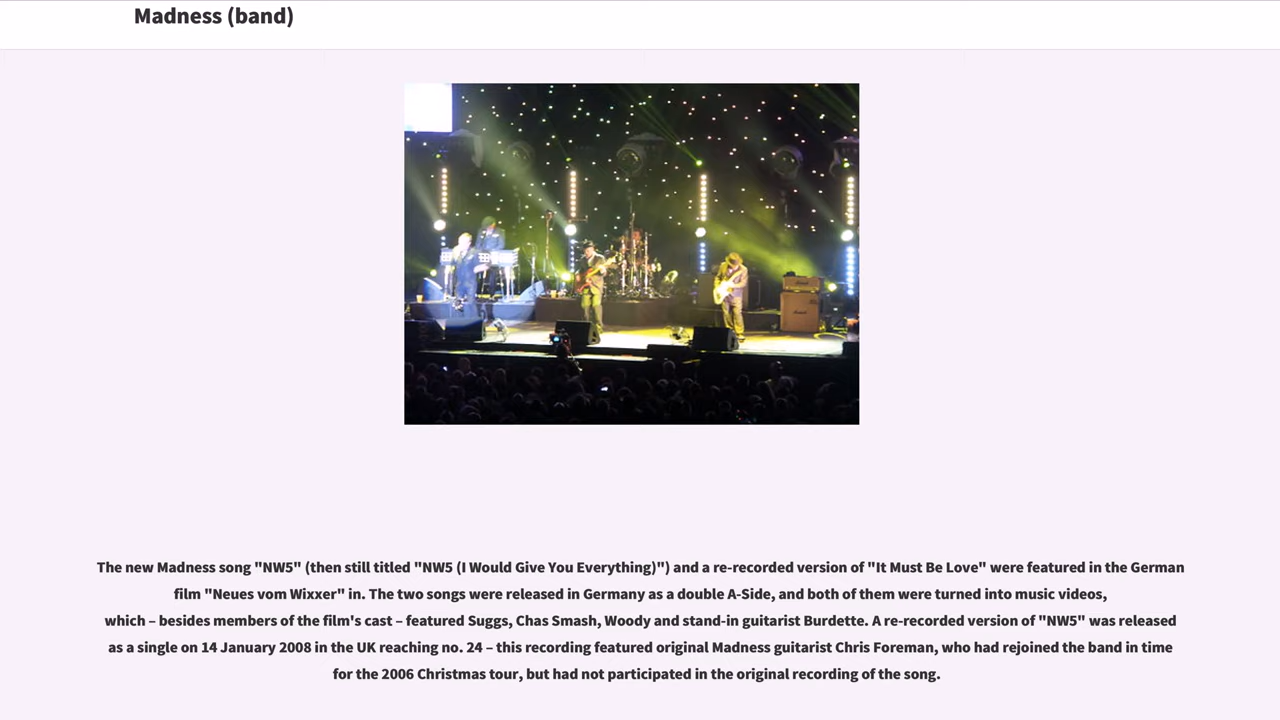 Madness (band)
The new Madness song "NW5" (then still titled "NW5 (I Would Give You Everything)") and a re-recorded version of "It Must Be Love" were featured in the German
film "Neues vom Wixxer" in. The two songs were released in Germany as a double A-Side, and both of them were turned into music videos,
which – besides members of the film's cast – featured Suggs, Chas Smash, Woody and stand-in guitarist Burdette. A re-recorded version of "NW5" was released
as a single on 14 January 2008 in the UK reaching no. 24 – this recording featured original Madness guitarist Chris Foreman, who had rejoined the band in time
for the 2006 Christmas tour, but had not participated in the original recording of the song.